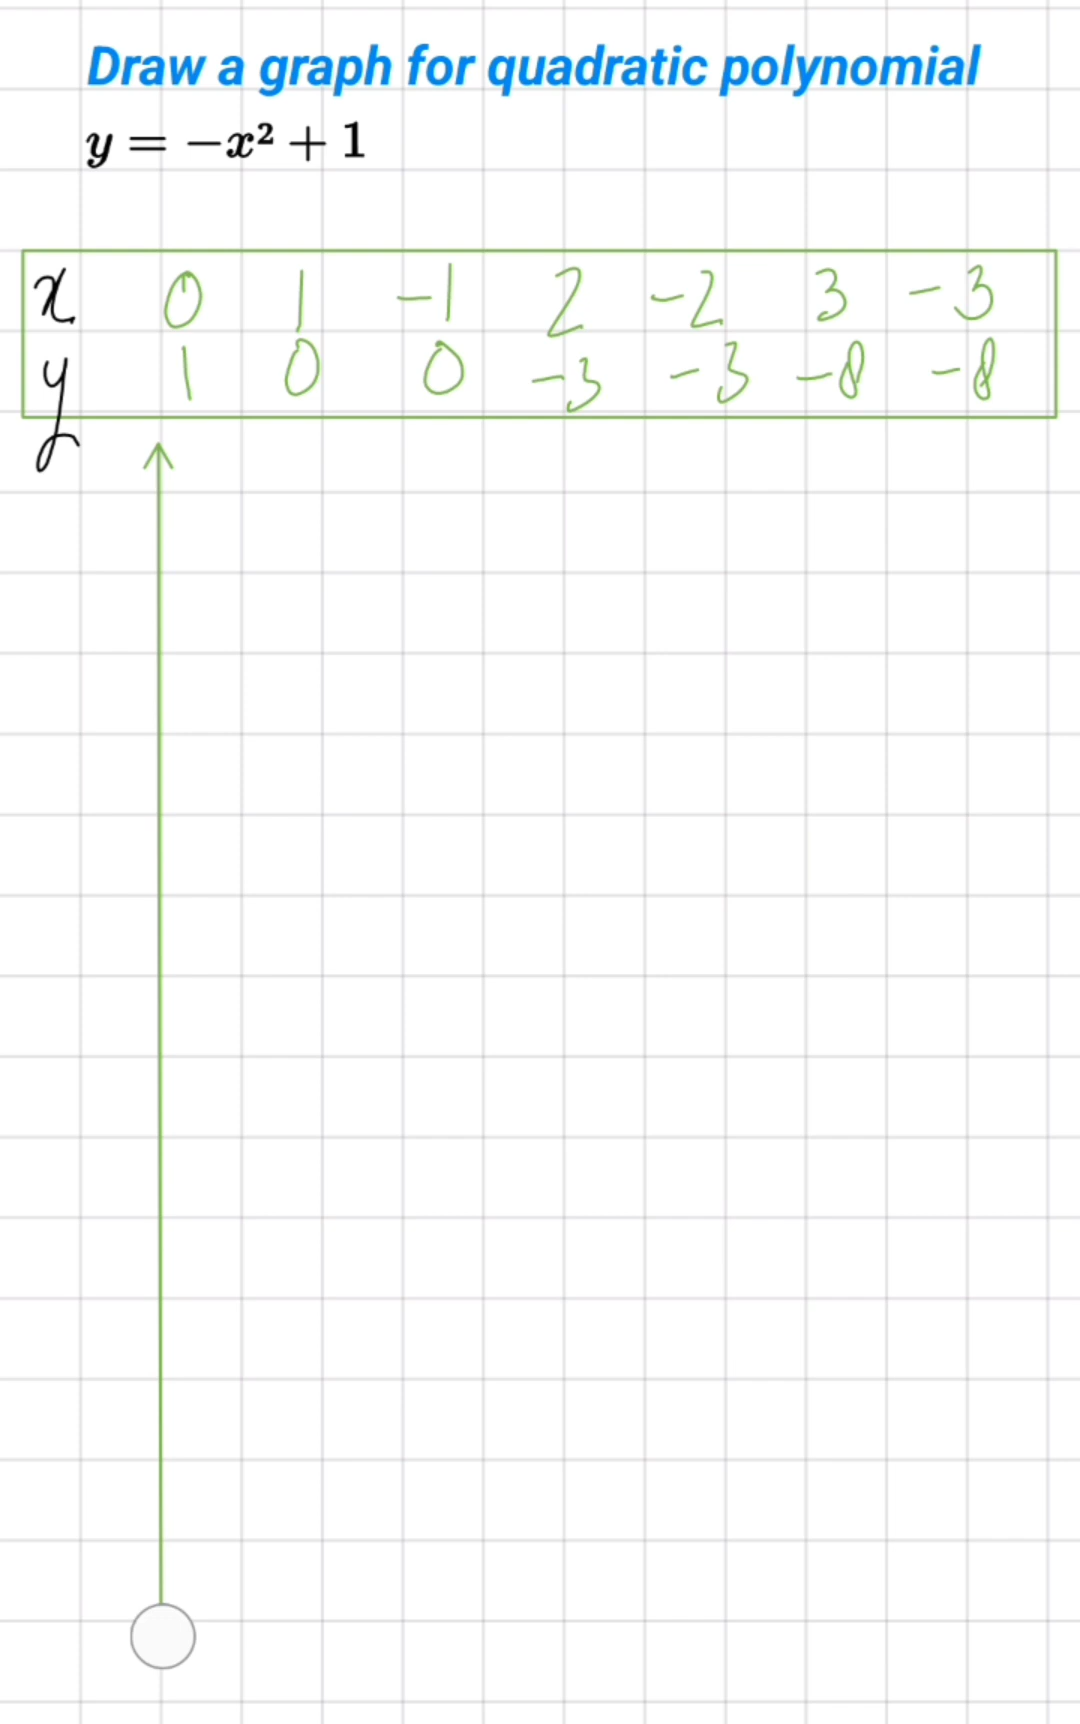 Draw a graph for quadratic polynomial
y = −x² + 1
x 0 1 −1 2 −2 3 −3
y 1 0 0 −3 −3 −8 −8